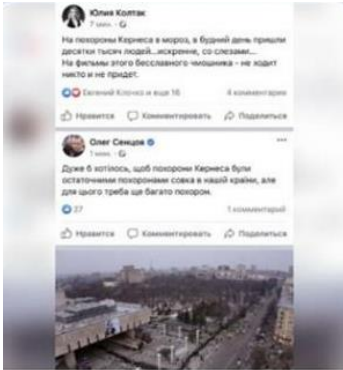 Юлия Колтак
7 мин. ·
На похороны Кернеса в мороз, в будний день пришли
десятки тысяч людей...искренне, со слезами...
На фильмы этого бесславного чмошника - не ходит
никто и не придет.
Евгений Клочко и еще 16
4 комментария
Нравится Комментировать Поделиться
Олег Сенцов
1 мин. ·
Дуже б хотілось, щоб похорони Кернеса були
остаточними похоронами совка в нашій країни, але
для цього треба ще багато похорон.
27
1 комментарий
Нравится Комментировать Поделиться